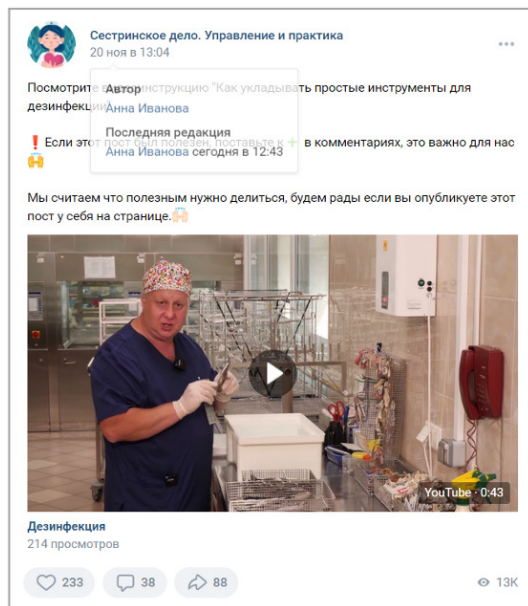 Сестринское дело. Управление и практика
20 ноя в 13:04
Автор
Анна Иванова
Последняя редакция
Анна Иванова сегодня в 12:43
Посмотрите инструкцию "Как укладывать простые инструменты для
дезинфекции"
❗ Если этот пост был полезен, поставьте к + в комментариях, это важно для нас
🙌
Мы считаем что полезным нужно делиться, будем рады если вы опубликуете этот
пост у себя на странице.🙌🏻
YouTube · 0:43
Дезинфекция
214 просмотров
233
38
88
13K